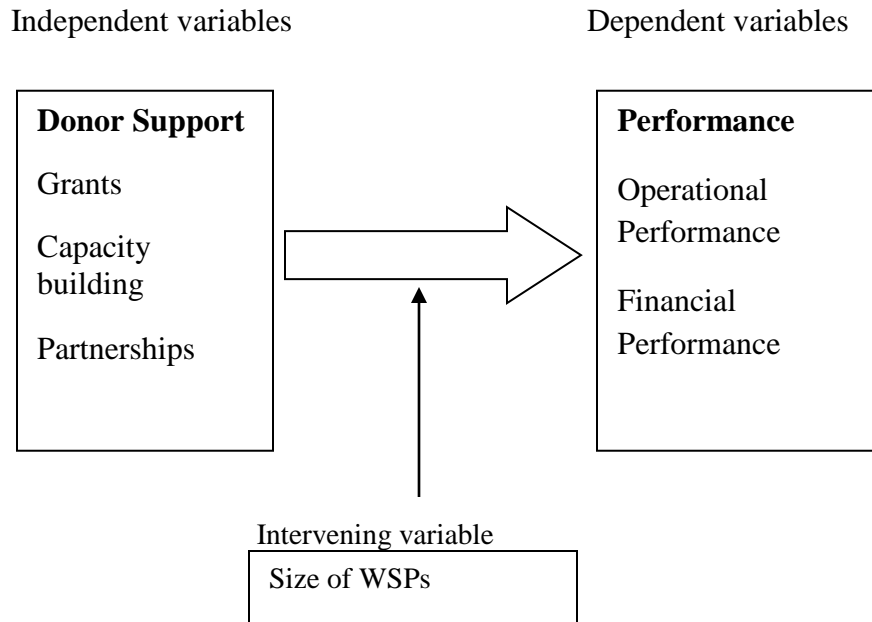 Independent variables
Dependent variables
Donor Support
Grants
Capacity
building
Partnerships
Performance
Operational
Performance
Financial
Performance
Intervening variable
Size of WSPs